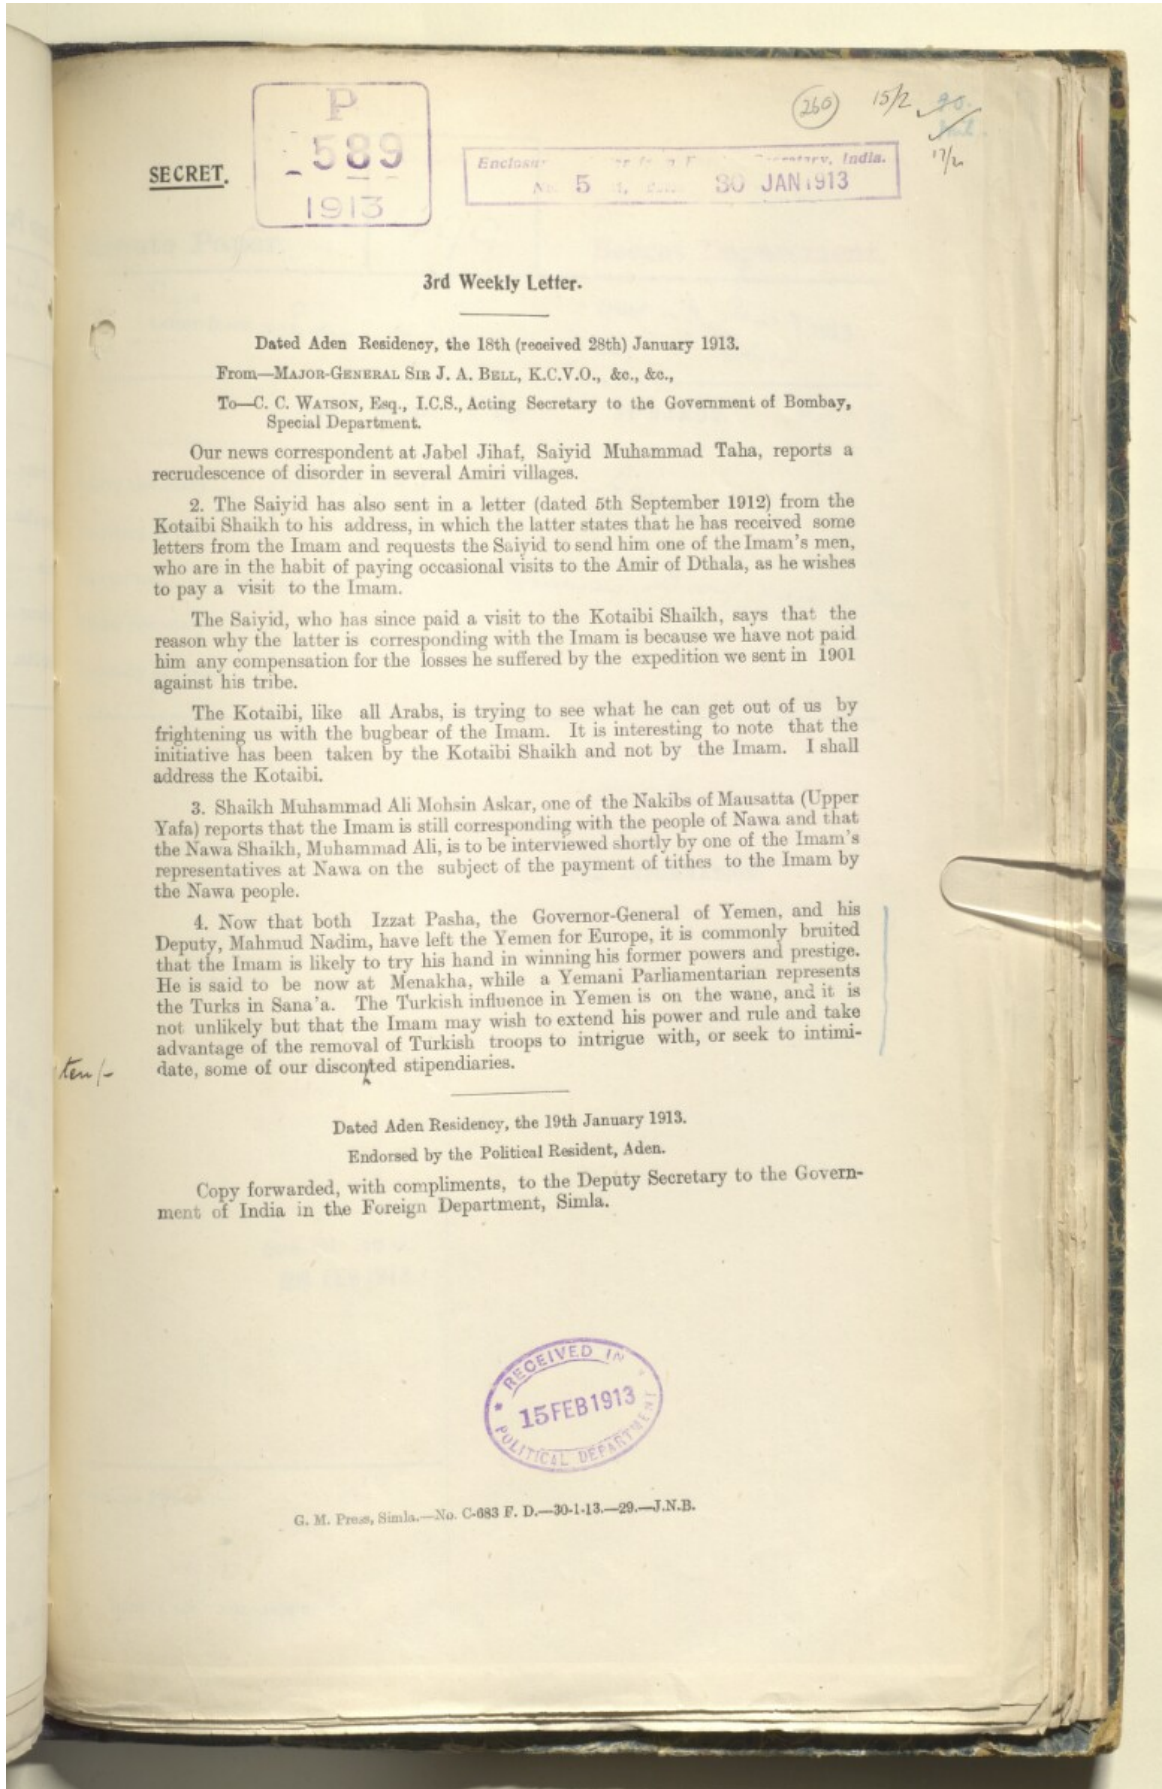 P
589
1913
260
15/2
17/2
SECRET.
Enclosure Secretary, India.
No. 5 30 JAN 1913
3rd Weekly Letter.
Dated Aden Residency, the 18th (received 28th) January 1913.
From—MAJOR-GENERAL SIR J. A. BELL, K.C.V.O., &c., &c.,
To—C. C. WATSON, Esq., I.C.S., Acting Secretary to the Government of Bombay,
Special Department.
Our news correspondent at Jabel Jihaf, Saiyid Muhammad Taha, reports a
recrudescence of disorder in several Amiri villages.
2. The Saiyid has also sent in a letter (dated 5th September 1912) from the
Kotaibi Shaikh to his address, in which the latter states that he has received some
letters from the Imam and requests the Saiyid to send him one of the Imam's men,
who are in the habit of paying occasional visits to the Amir of Dthala, as he wishes
to pay a visit to the Imam.
The Saiyid, who has since paid a visit to the Kotaibi Shaikh, says that the
reason why the latter is corresponding with the Imam is because we have not paid
him any compensation for the losses he suffered by the expedition we sent in 1901
against his tribe.
The Kotaibi, like all Arabs, is trying to see what he can get out of us by
frightening us with the bugbear of the Imam. It is interesting to note that the
initiative has been taken by the Kotaibi Shaikh and not by the Imam. I shall
address the Kotaibi.
3. Shaikh Muhammad Ali Mohsin Askar, one of the Nakibs of Mausatta (Upper
Yafa) reports that the Imam is still corresponding with the people of Nawa and that
the Nawa Shaikh, Muhammad Ali, is to be interviewed shortly by one of the Imam's
representatives at Nawa on the subject of the payment of tithes to the Imam by
the Nawa people.
4. Now that both Izzat Pasha, the Governor-General of Yemen, and his
Deputy, Mahmud Nadim, have left the Yemen for Europe, it is commonly bruited
that the Imam is likely to try his hand in winning his former powers and prestige.
He is said to be now at Menakha, while a Yemani Parliamentarian represents
the Turks in Sana'a. The Turkish influence in Yemen is on the wane, and it is
not unlikely but that the Imam may wish to extend his power and rule and take
advantage of the removal of Turkish troops to intrigue with, or seek to intimi-
date, some of our disconted stipendiaries.
ten/-
Dated Aden Residency, the 19th January 1913.
Endorsed by the Political Resident, Aden.
Copy forwarded, with compliments, to the Deputy Secretary to the Govern-
ment of India in the Foreign Department, Simla.
* RECEIVED IN *
15 FEB 1913
POLITICAL DEPARTMENT
G. M. Press, Simla.—No. C-683 F. D.—30-1-13.—29.—J.N.B.